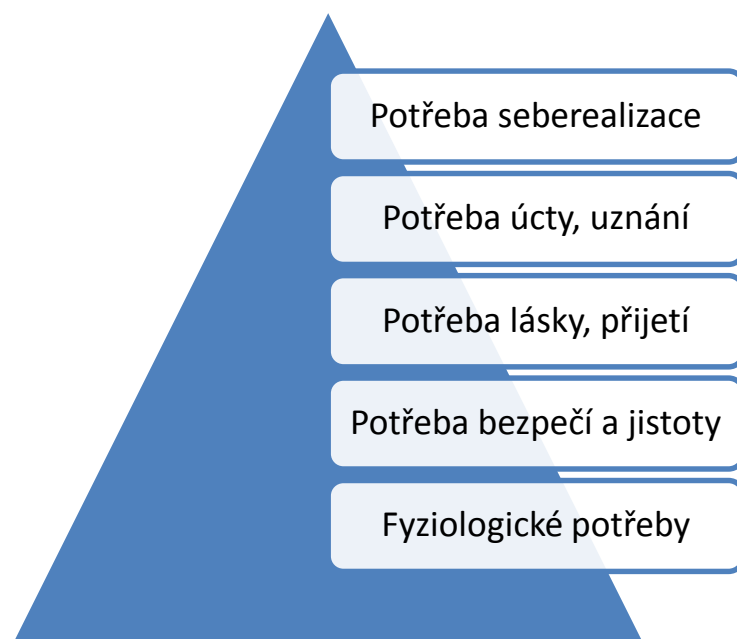 Potřeba seberealizace
Potřeba úcty, uznání
Potřeba lásky, přijetí
Potřeba bezpečí a jistoty
Fyziologické potřeby